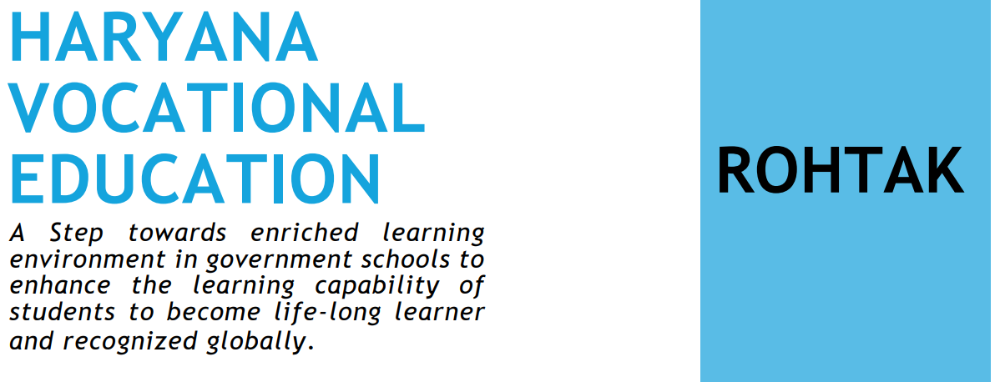 HARYANA
VOCATIONAL
EDUCATION
A Step towards enriched learning
environment in government schools to
enhance the learning capability of
students to become life-long learner
and recognized globally.
ROHTAK